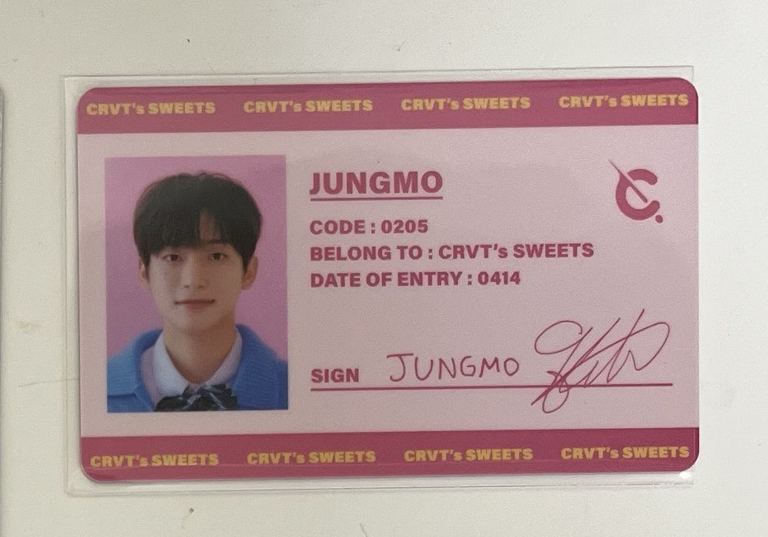 CRVT's SWEETS CRVT's SWEETS CRVT's SWEETS CRVT's SWEETS
JUNGMO
CODE : 0205
BELONG TO : CRVT's SWEETS
DATE OF ENTRY : 0414
SIGN JUNGMO
CRVT's SWEETS CRVT's SWEETS CRVT's SWEETS CRVT's SWEETS